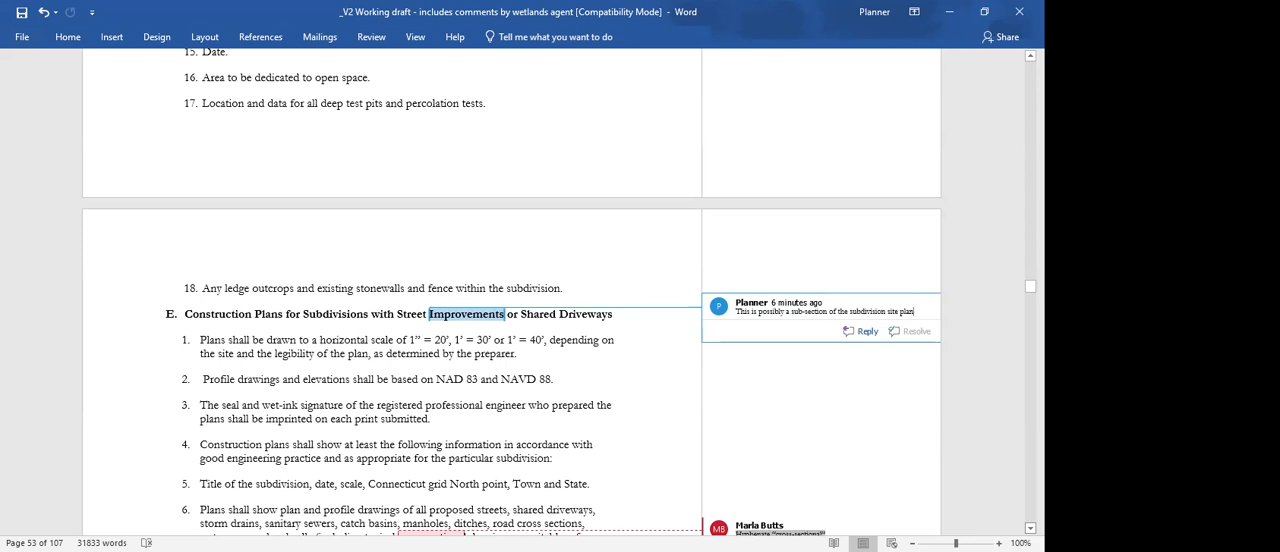 _V2 Working draft - includes comments by wetlands agent [Compatibility Mode] - Word
Planner
File Home Insert Design Layout References Mailings Review View Help Tell me what you want to do
Share
15. Date.
16. Area to be dedicated to open space.
17. Location and data for all deep test pits and percolation tests.
18. Any ledge outcrops and existing stonewalls and fence within the subdivision.
E. Construction Plans for Subdivisions with Street Improvements or Shared Driveways
1. Plans shall be drawn to a horizontal scale of 1" = 20', 1' = 30' or 1' = 40', depending on
the site and the legibility of the plan, as determined by the preparer.
2. Profile drawings and elevations shall be based on NAD 83 and NAVD 88.
3. The seal and wet-ink signature of the registered professional engineer who prepared the
plans shall be imprinted on each print submitted.
4. Construction plans shall show at least the following information in accordance with
good engineering practice and as appropriate for the particular subdivision:
5. Title of the subdivision, date, scale, Connecticut grid North point, Town and State.
6. Plans shall show plan and profile drawings of all proposed streets, shared driveways,
storm drains, sanitary sewers, catch basins, manholes, ditches, road cross sections,
P
Planner 6 minutes ago
This is possibly a sub-section of the subdivision site plan
Reply Resolve
MB
Marla Butts
Hyphenate "cross-sectional"
Page 53 of 107 31833 words
100%